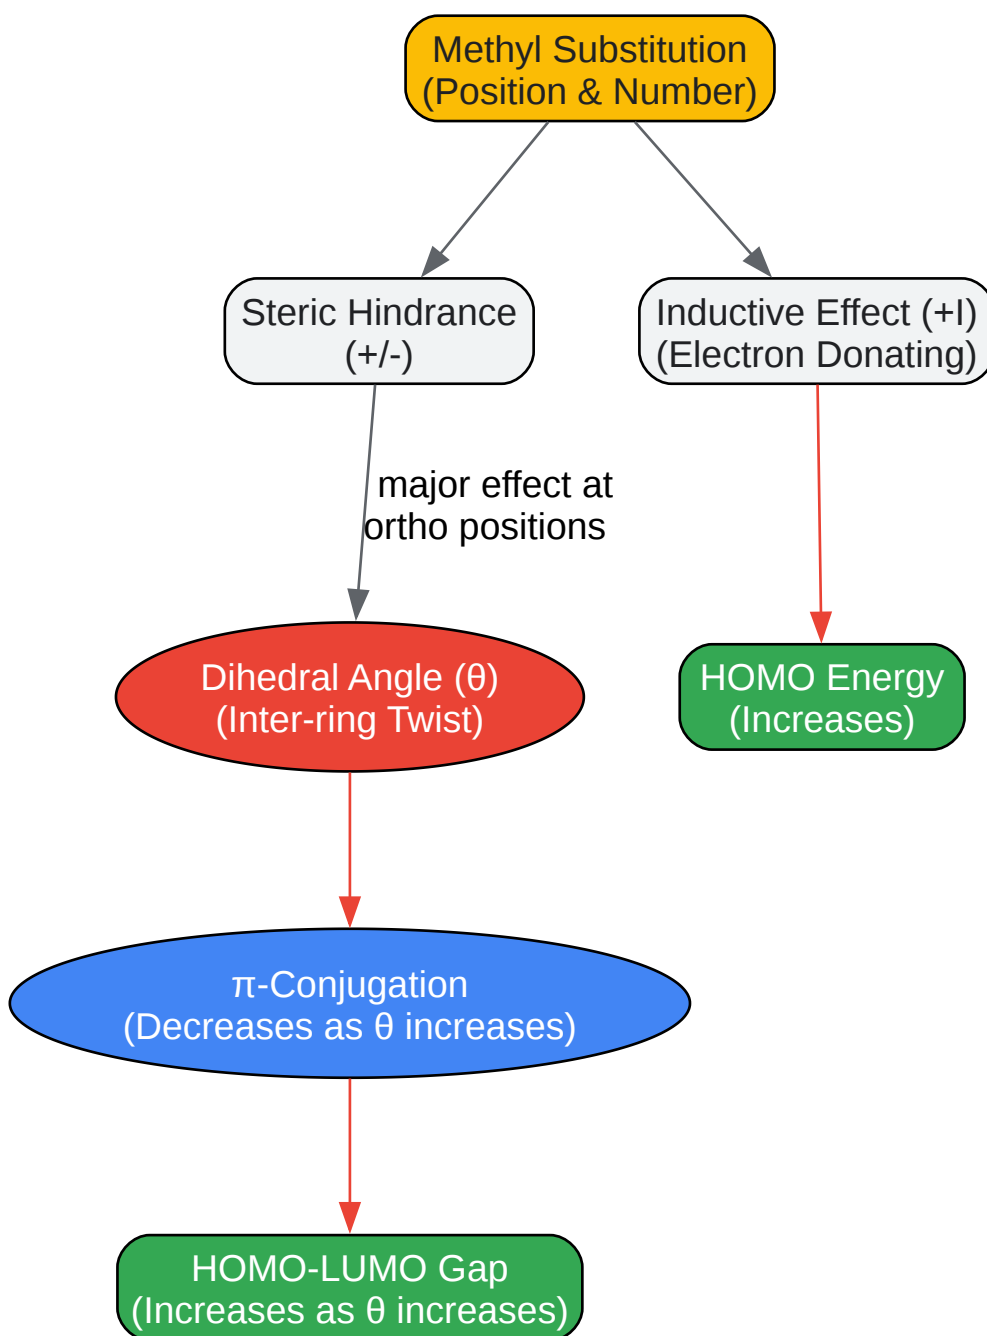 Methyl Substitution
(Position & Number)
Steric Hindrance
(+/-)
Inductive Effect (+I)
(Electron Donating)
major effect at
ortho positions
Dihedral Angle (θ)
(Inter-ring Twist)
HOMO Energy
(Increases)
π-Conjugation
(Decreases as θ increases)
HOMO-LUMO Gap
(Increases as θ increases)